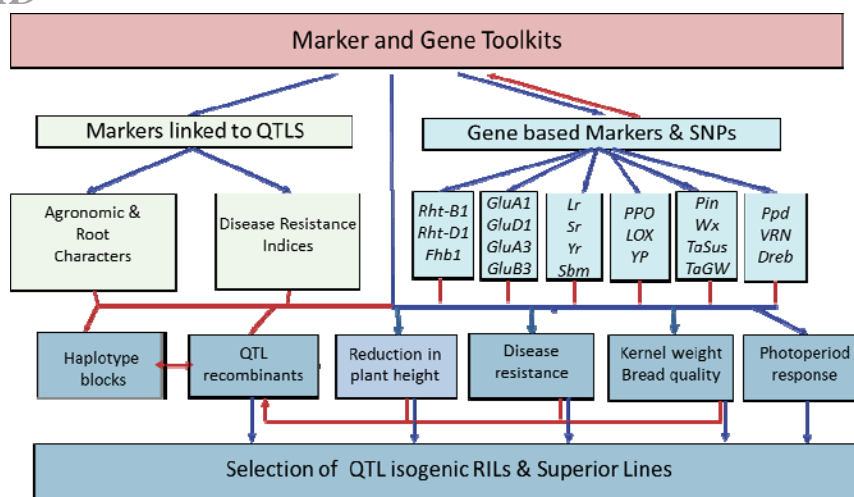 Marker and Gene Toolkits
Markers linked to QTLS
Gene based Markers & SNPs
Agronomic &
Root
Characters
Disease Resistance
Indices
Rht-B1
Rht-D1
Fhb1
GluA1
GluD1
GluA3
GluB3
Lr
Sr
Yr
Sbm
PPO
LOX
YP
Pin
Wx
TaSus
TaGW
Ppd
VRN
Dreb
Haplotype
blocks
QTL
recombinants
Reduction in
plant height
Disease
resistance
Kernel weight
Bread quality
Photoperiod
response
Selection of QTL isogenic RILs & Superior Lines